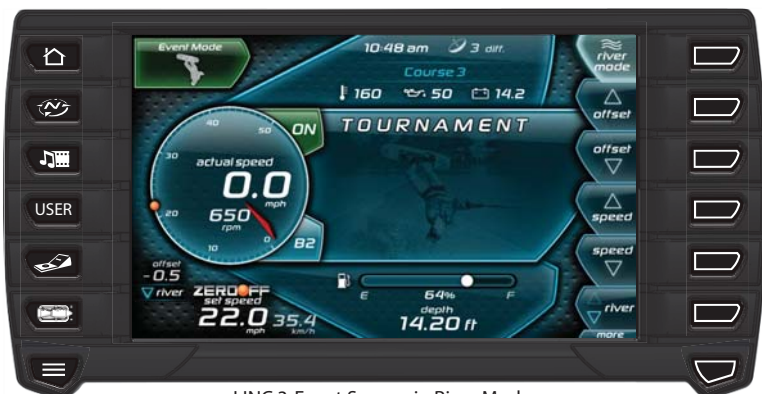 Event Mode
10:48 am 3 diff.
Course 3
160 50 14.2
river mode
offset
offset
speed
speed
river
more
USER
TOURNAMENT
ON
40
50
30
20
10
0
actual speed
0.0
mph
650
rpm
B2
offset
-0.5
river
ZEROOFF
set speed
22.0 mph 35.4 km/h
E 64% F
depth
14.20 ft